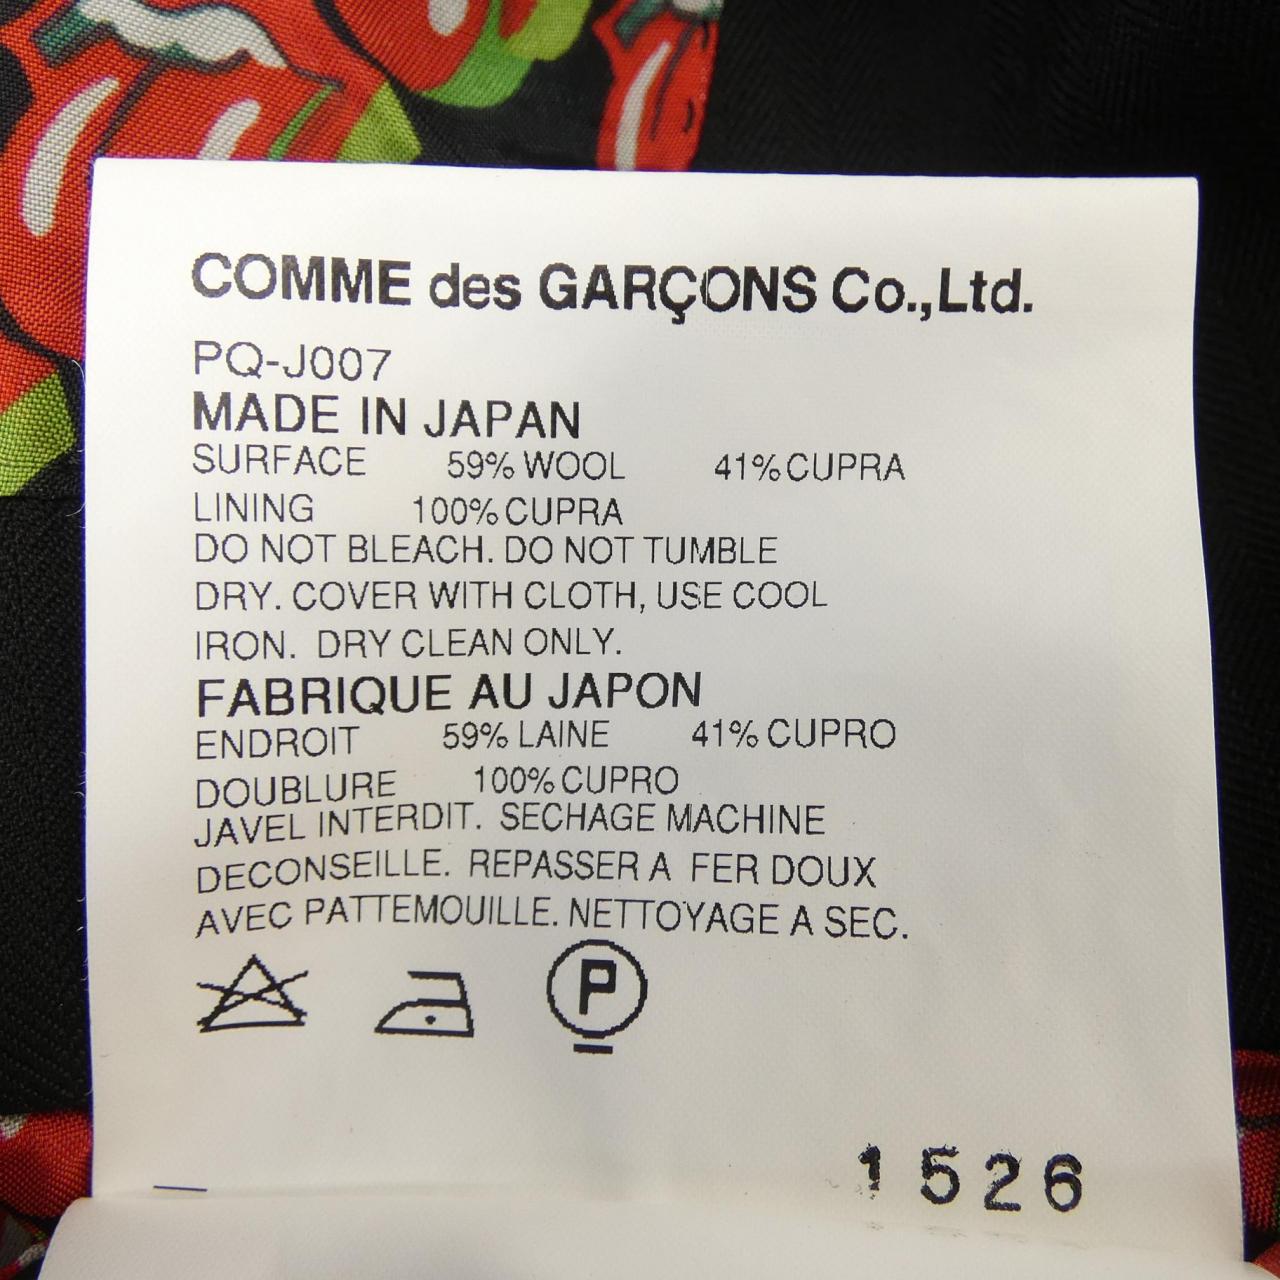 COMME des GARÇONS Co.,Ltd.
PQ-J007
MADE IN JAPAN
SURFACE 59% WOOL 41% CUPRA
LINING 100% CUPRA
DO NOT BLEACH. DO NOT TUMBLE
DRY. COVER WITH CLOTH, USE COOL
IRON. DRY CLEAN ONLY.
FABRIQUE AU JAPON
ENDROIT 59% LAINE 41% CUPRO
DOUBLURE 100% CUPRO
JAVEL INTERDIT. SECHAGE MACHINE
DECONSEILLE. REPASSER A FER DOUX
AVEC PATTEMOUILLE. NETTOYAGE A SEC.
P
1526